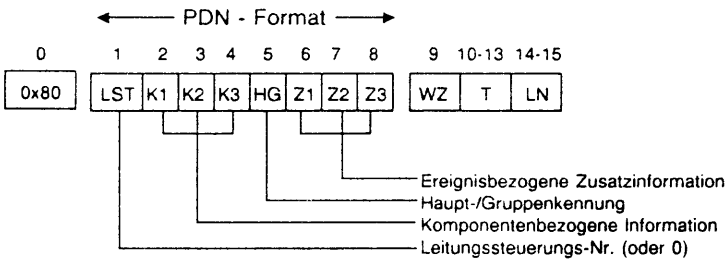 PDN - Format
0 1 2 3 4 5 6 7 8 9 10-13 14-15
0x80 LST K1 K2 K3 HG Z1 Z2 Z3 WZ T LN
Ereignisbezogene Zusatzinformation
Haupt-/Gruppenkennung
Komponentenbezogene Information
Leitungssteuerungs-Nr. (oder 0)